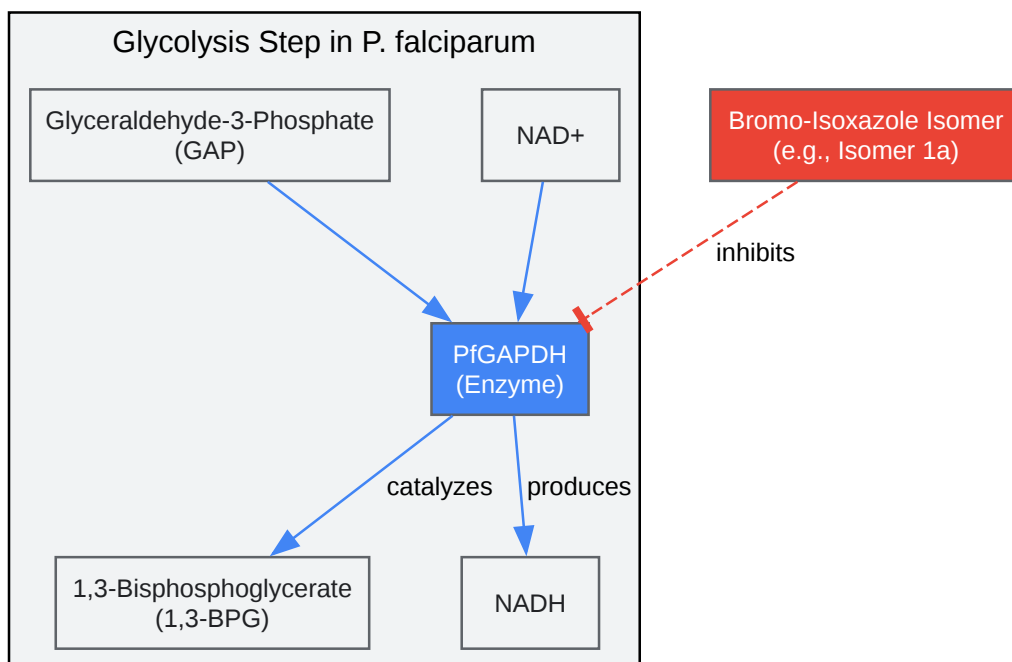 Glycolysis Step in P. falciparum
Glyceraldehyde-3-Phosphate
(GAP)
NAD+
Bromo-Isoxazole Isomer
(e.g., Isomer 1a)
inhibits
PfGAPDH
(Enzyme)
catalyzes
produces
1,3-Bisphosphoglycerate
(1,3-BPG)
NADH